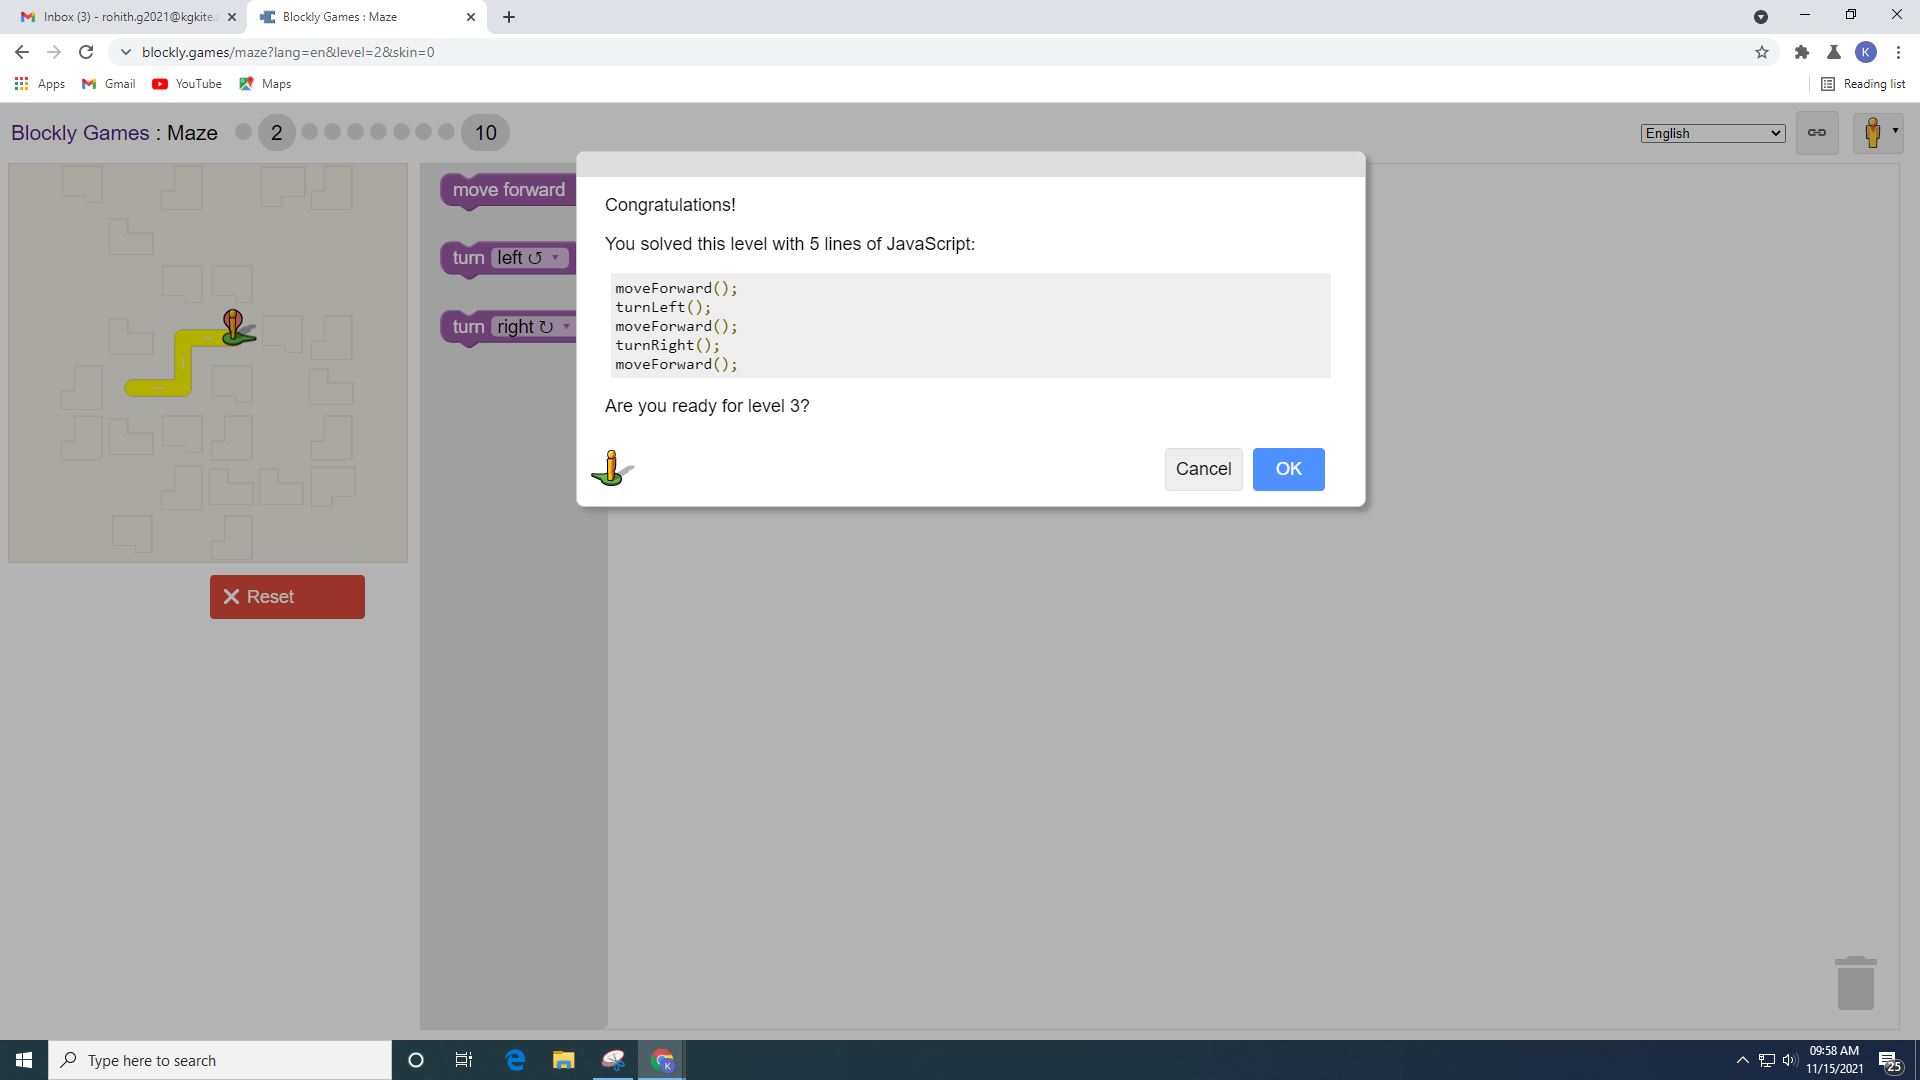 Inbox (3) - rohith.g2021@kgkite.
Blockly Games : Maze
blockly.games/maze?lang=en&level=2&skin=0
K
Apps Gmail YouTube Maps Reading list
Blockly Games : Maze 2 10 English
move forward
turn left ↺ ▾
turn right ↻ ▾
Congratulations!
You solved this level with 5 lines of JavaScript:
moveForward();
turnLeft();
moveForward();
turnRight();
moveForward();
Are you ready for level 3?
Cancel OK
Reset
Type here to search
K
09:58 AM
11/15/2021
25